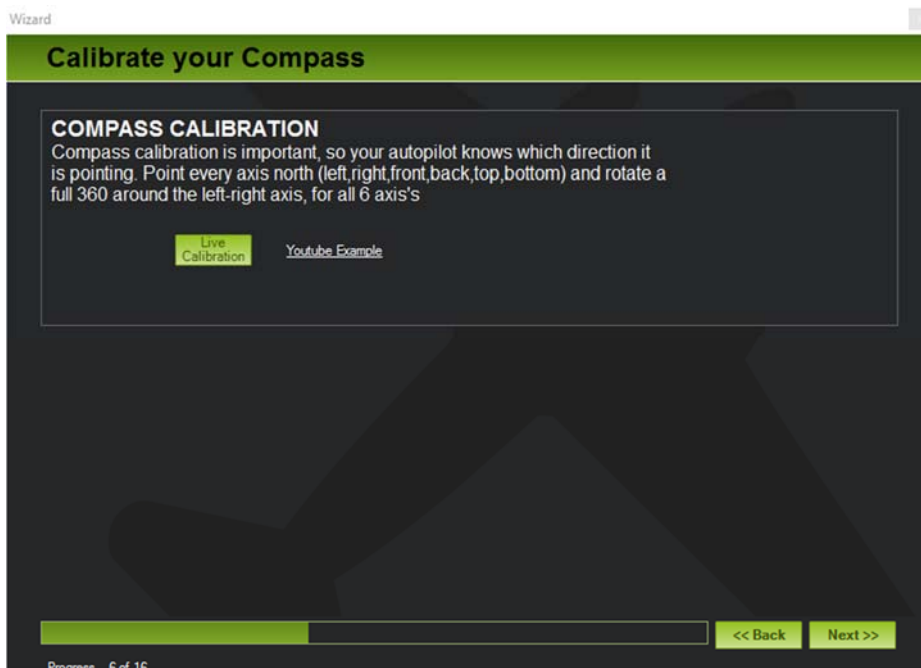 Wizard
Calibrate your Compass
COMPASS CALIBRATION
Compass calibration is important, so your autopilot knows which direction it
is pointing. Point every axis north (left,right,front,back,top,bottom) and rotate a
full 360 around the left-right axis, for all 6 axis's
Live
Calibration
Youtube Example
<< Back
Next >>
Progress 6 of 16